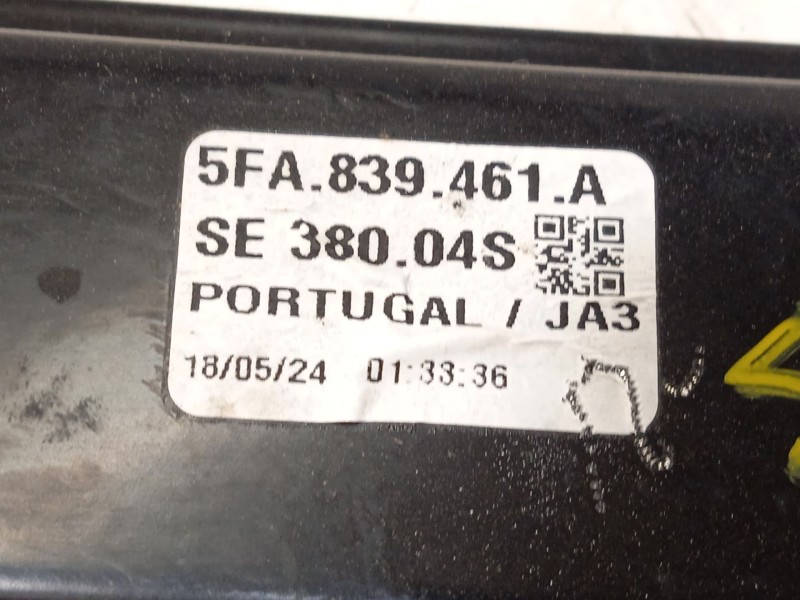 5FA.839.461.A
SE 380.04S
PORTUGAL / JA3
18/05/24 01:33:36